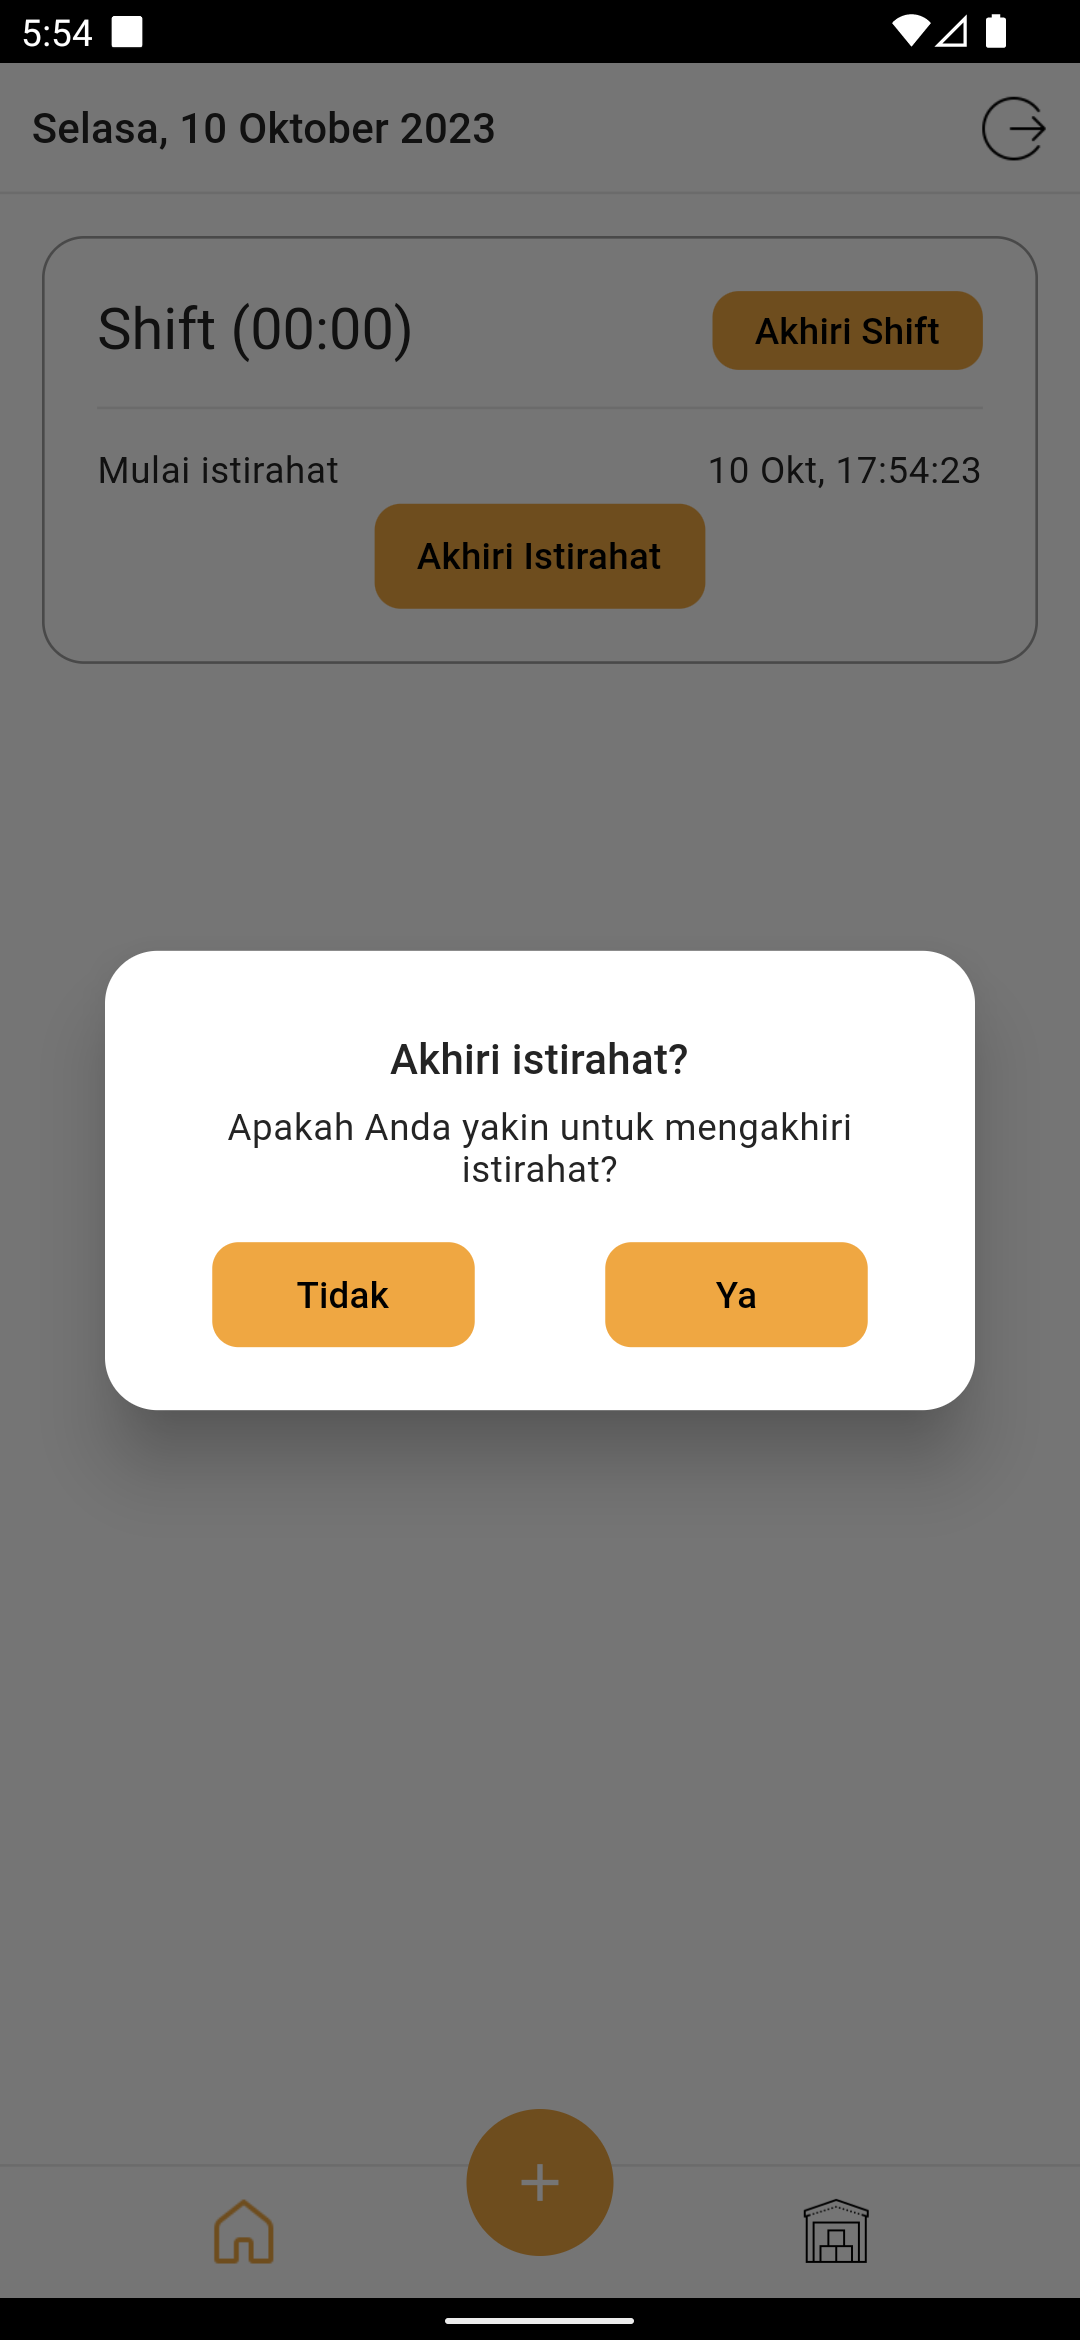 5:54
Selasa, 10 Oktober 2023
Shift (00:00)
Akhiri Shift
Mulai istirahat
10 Okt, 17:54:23
Akhiri Istirahat
Akhiri istirahat?
Apakah Anda yakin untuk mengakhiri
istirahat?
Tidak
Ya